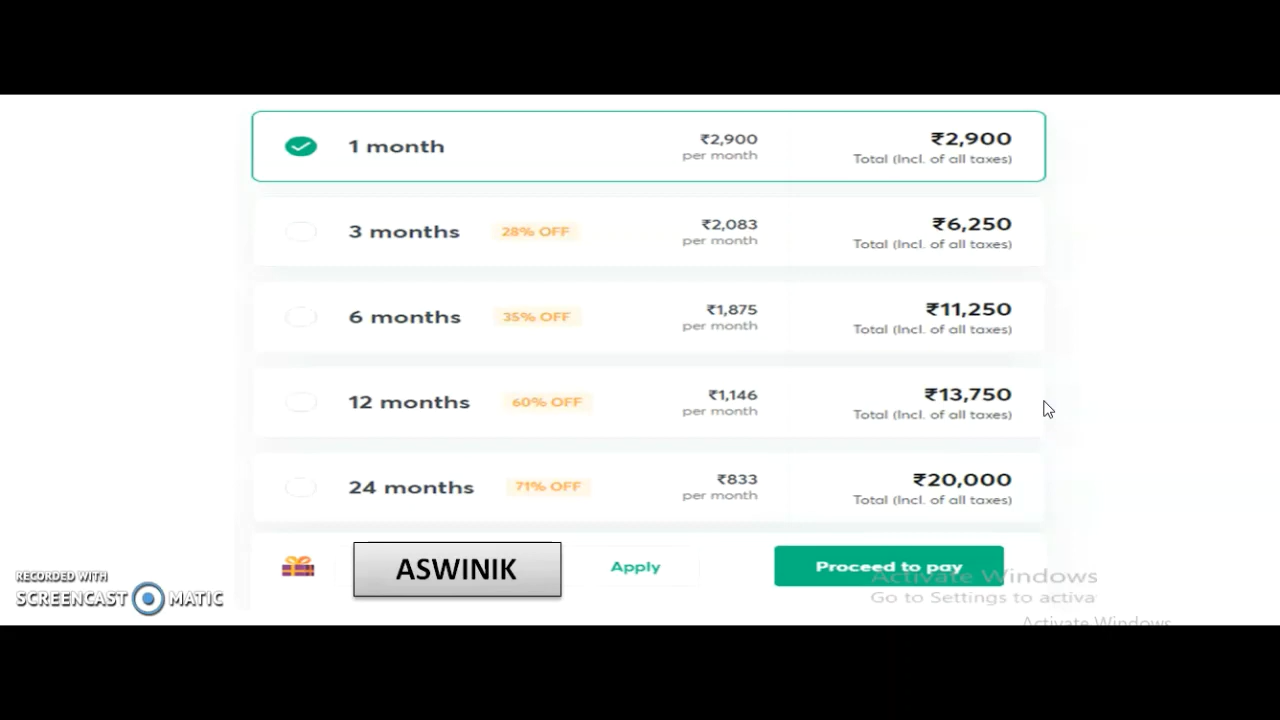 1 month
₹2,900
per month
₹2,900
Total (Incl. of all taxes)
3 months
28% OFF
₹2,083
per month
₹6,250
Total (Incl. of all taxes)
6 months
35% OFF
₹1,875
per month
₹11,250
Total (Incl. of all taxes)
12 months
60% OFF
₹1,146
per month
₹13,750
Total (Incl. of all taxes)
24 months
71% OFF
₹833
per month
₹20,000
Total (Incl. of all taxes)
ASWINIK
Apply
Proceed to pay
Activate Windows
Go to Settings to activa
Activate Windows
RECORDED WITH
SCREENCAST MATIC